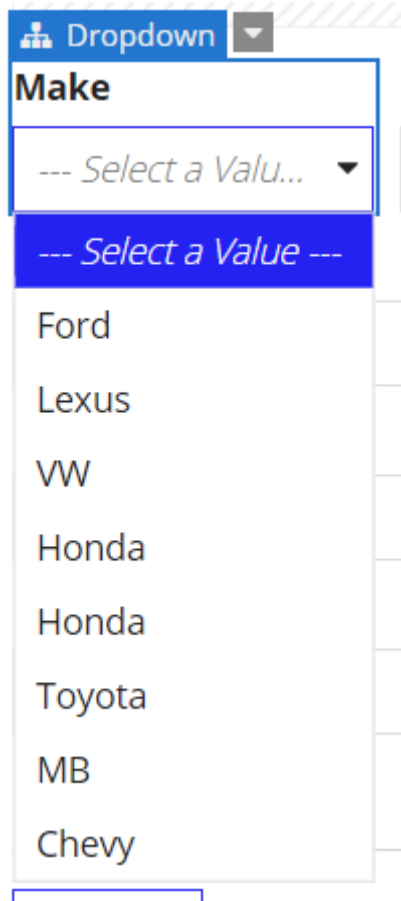 Dropdown
Make
--- Select a Valu...
--- Select a Value ---
Ford
Lexus
VW
Honda
Honda
Toyota
MB
Chevy